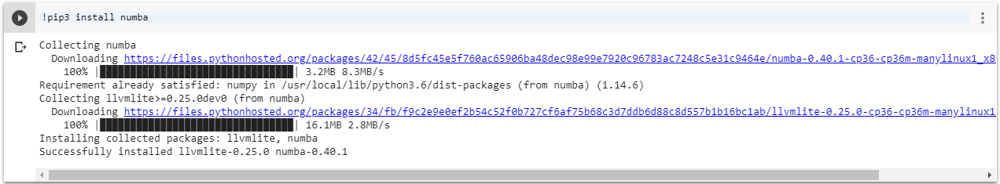 !pip3 install numba
Collecting numba
Downloading https://files.pythonhosted.org/packages/42/45/8d5fc45e5f760ac65906ba48dec98e99e7920c96783ac7248c5e31c9464e/numba-0.40.1-cp36-cp36m-manylinux1_x8
100% |████████████████████████████████| 3.2MB 8.3MB/s
Requirement already satisfied: numpy in /usr/local/lib/python3.6/dist-packages (from numba) (1.14.6)
Collecting llvmlite>=0.25.0dev0 (from numba)
Downloading https://files.pythonhosted.org/packages/34/fb/f9c2e9e0ef2b54c52f0b727cf6af75b68c3d7ddb6d88c8d557b1b16bc1ab/llvmlite-0.25.0-cp36-cp36m-manylinux1
100% |████████████████████████████████| 16.1MB 2.8MB/s
Installing collected packages: llvmlite, numba
Successfully installed llvmlite-0.25.0 numba-0.40.1